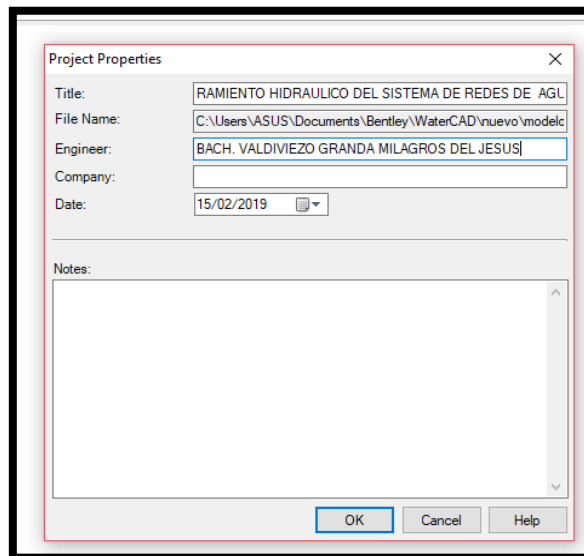 Project Properties
Title: RAMIENTO HIDRAULICO DEL SISTEMA DE REDES DE AGU
File Name: C:\Users\ASUS\Documents\Bentley\WaterCAD\nuevo\modelo
Engineer: BACH. VALDIVIEZO GRANDA MILAGROS DEL JESUS
Company:
Date: 15/02/2019
Notes:
OK Cancel Help